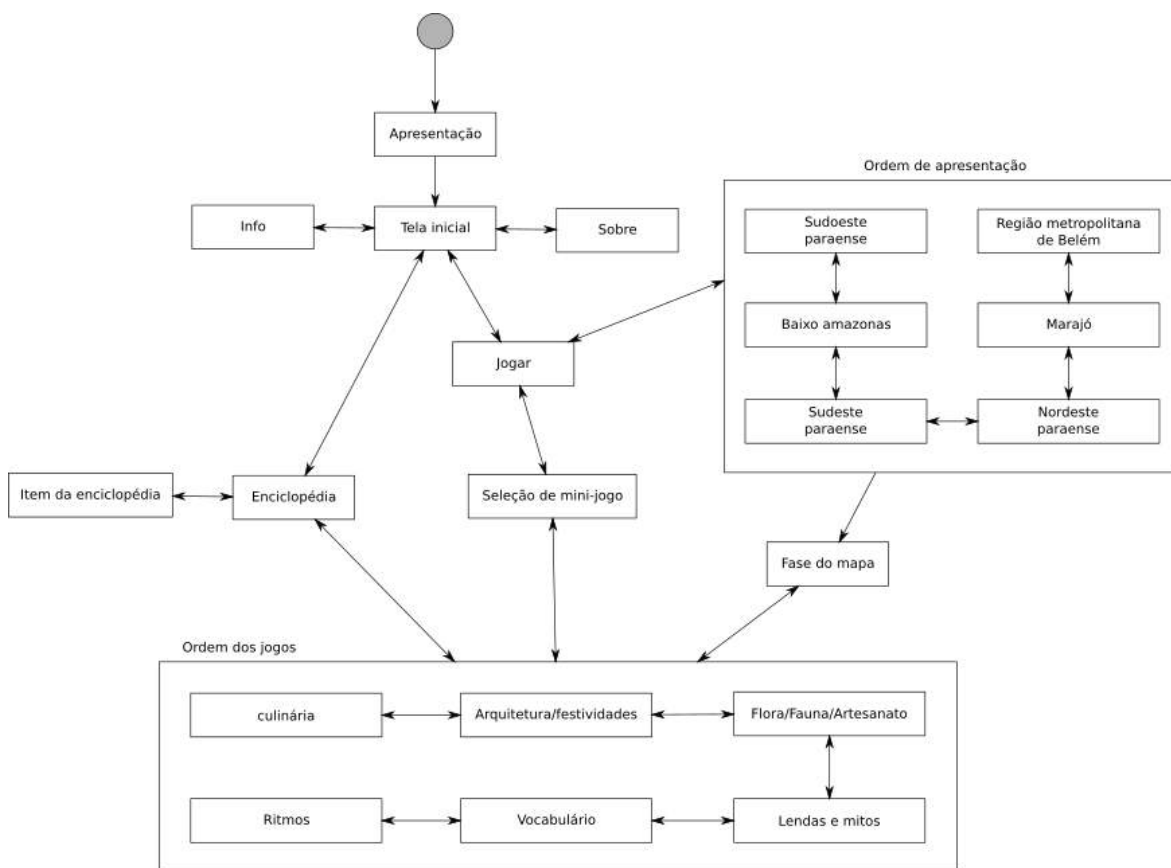 Apresentação
Ordem de apresentação
Info
Tela inicial
Sobre
Sudoeste
paraense
Região metropolitana
de Belém
Baixo amazonas
Marajó
Jogar
Sudeste
paraense
Nordeste
paraense
Item da enciclopédia
Enciclopédia
Seleção de mini-jogo
Fase do mapa
Ordem dos jogos
culinária
Arquitetura/festividades
Flora/Fauna/Artesanato
Ritmos
Vocabulário
Lendas e mitos